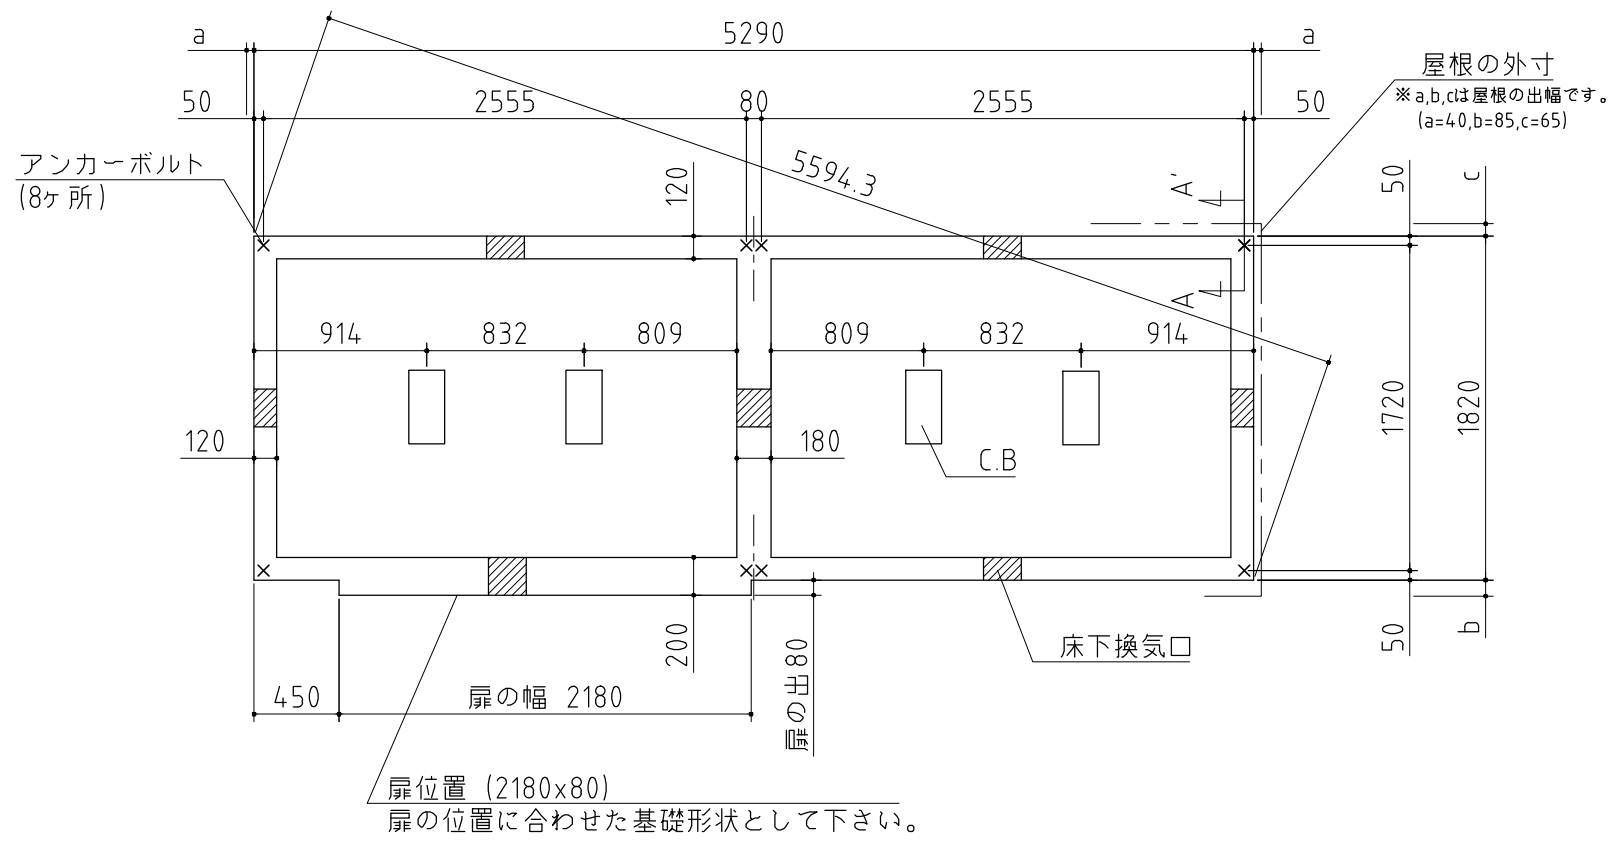 a
5290
a
屋根の外寸
※a,b,cは屋根の出幅です。
(a=40,b=85,c=65)
50
2555
80
2555
50
アンカーボルト
(8ヶ所)
120
5594.3
A'
50
c
A
914
832
809
809
832
914
1720
1820
120
180
C.B
200
扉の出 80
床下換気口
50
b
450
扉の幅 2180
扉位置 (2180x80)
扉の位置に合わせた基礎形状として下さい。